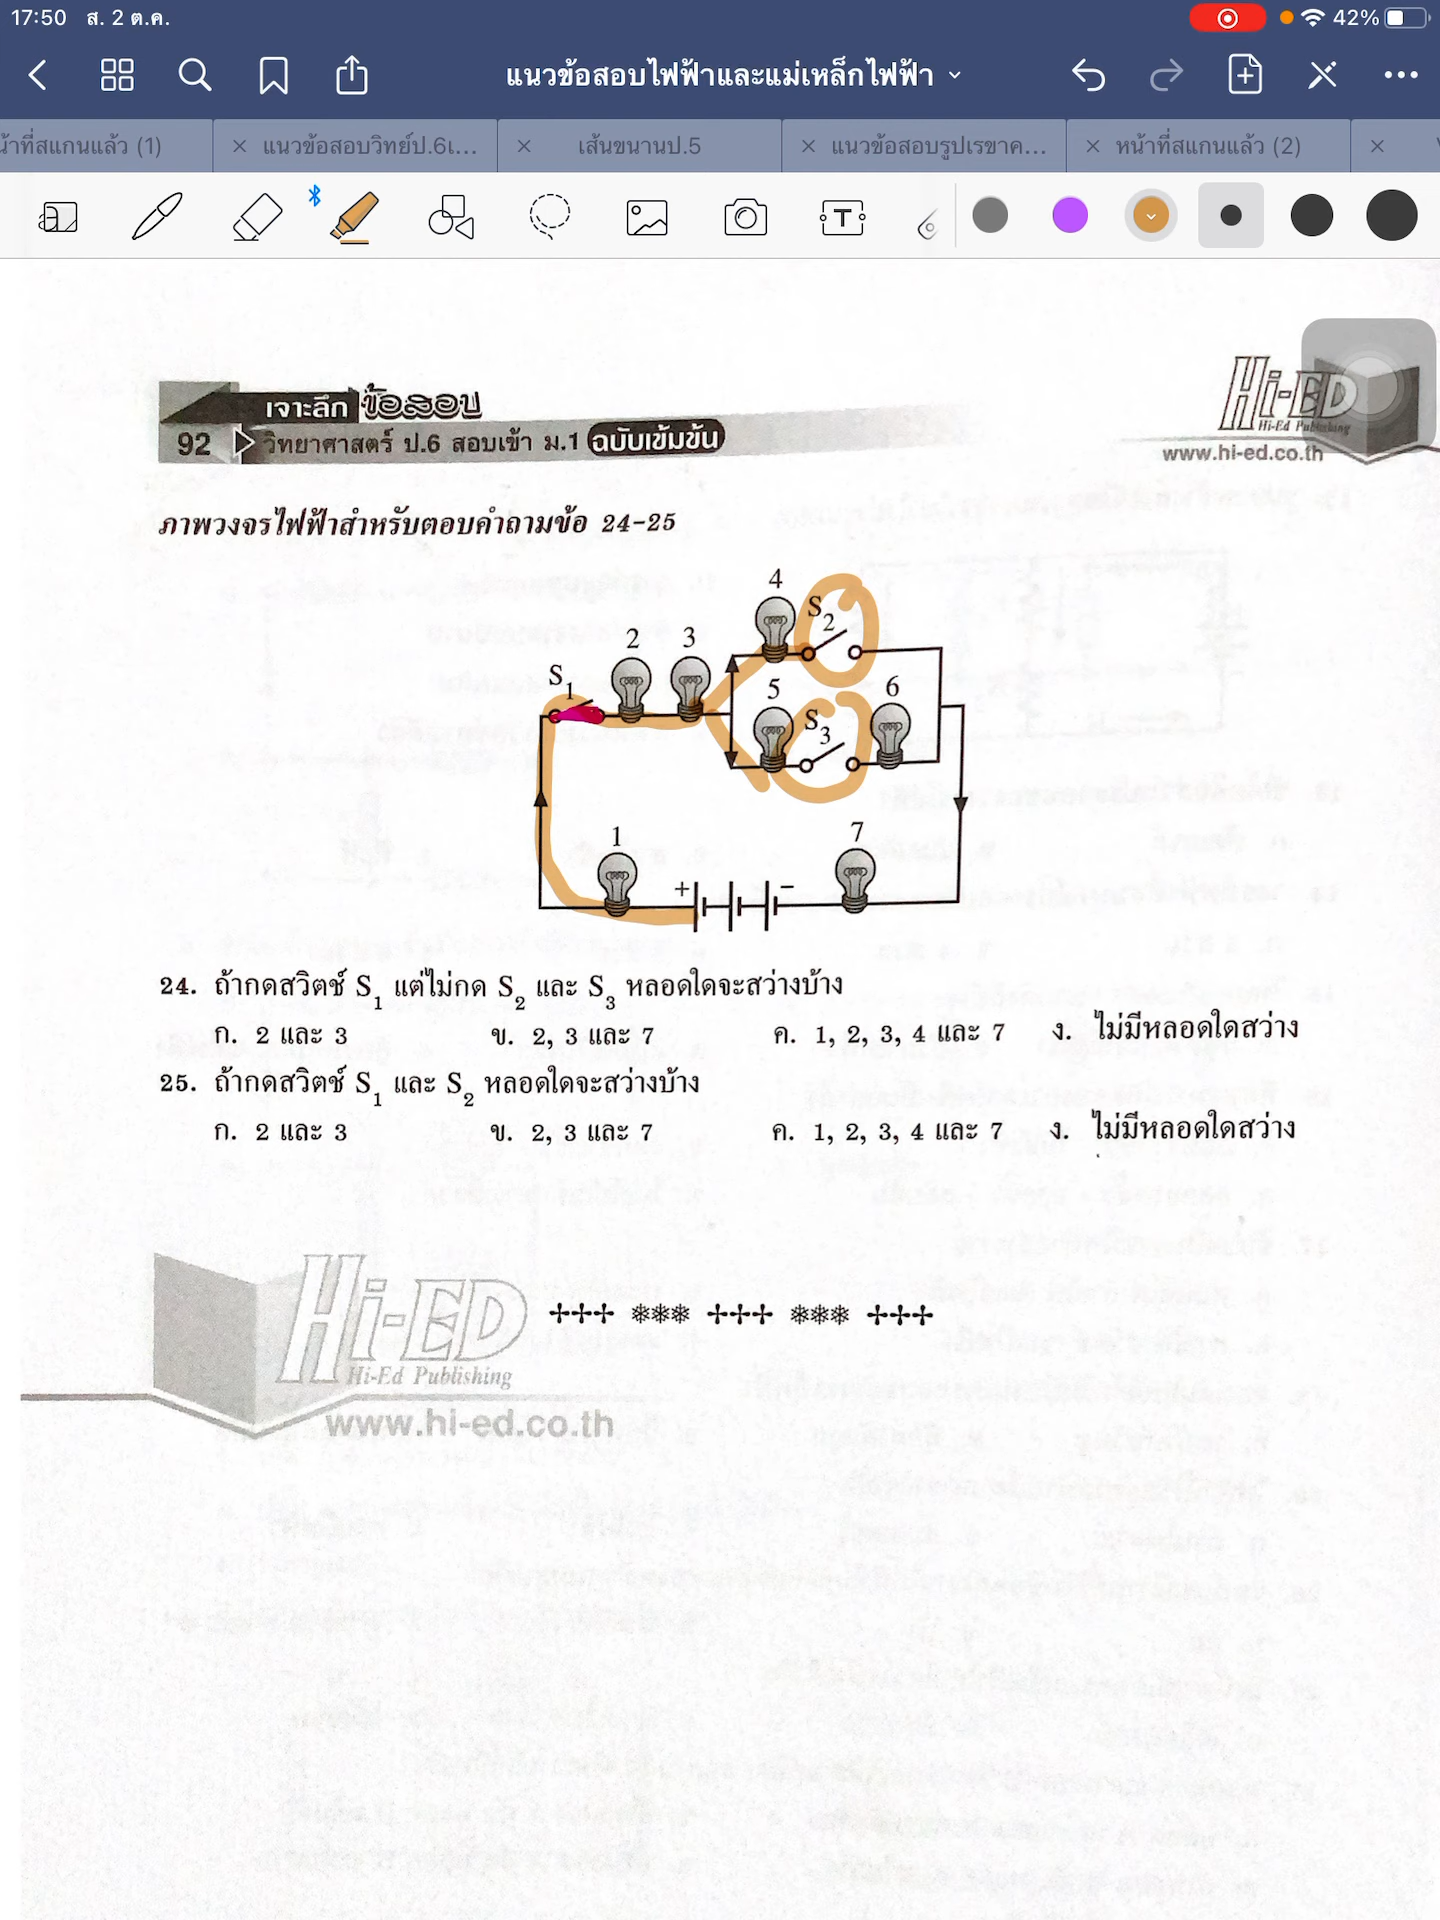 17:50 ส. 2 ต.ค. 42%
แนวข้อสอบไฟฟ้าและแม่เหล็กไฟฟ้า
น้าที่สแกนแล้ว (1) × แนวข้อสอบวิทย์ป.6เ... × เส้นขนานป.5 × แนวข้อสอบรูปเรขาค... × หน้าที่สแกนแล้ว (2) ×
เจาะลึก ข้อสอบ
92 วิทยาศาสตร์ ป.6 สอบเข้า ม.1 ฉบับเข้มข้น
Hi-ED
Hi-Ed Publishing
www.hi-ed.co.th
ภาพวงจรไฟฟ้าสำหรับตอบคำถามข้อ 24-25
4
S2
2 3
S1
5 S3 6
1 7
+ −
24. ถ้ากดสวิตช์ S1 แต่ไม่กด S2 และ S3 หลอดใดจะสว่างบ้าง
ก. 2 และ 3 ข. 2, 3 และ 7 ค. 1, 2, 3, 4 และ 7 ง. ไม่มีหลอดใดสว่าง
25. ถ้ากดสวิตช์ S1 และ S2 หลอดใดจะสว่างบ้าง
ก. 2 และ 3 ข. 2, 3 และ 7 ค. 1, 2, 3, 4 และ 7 ง. ไม่มีหลอดใดสว่าง
Hi-ED
Hi-Ed Publishing
www.hi-ed.co.th